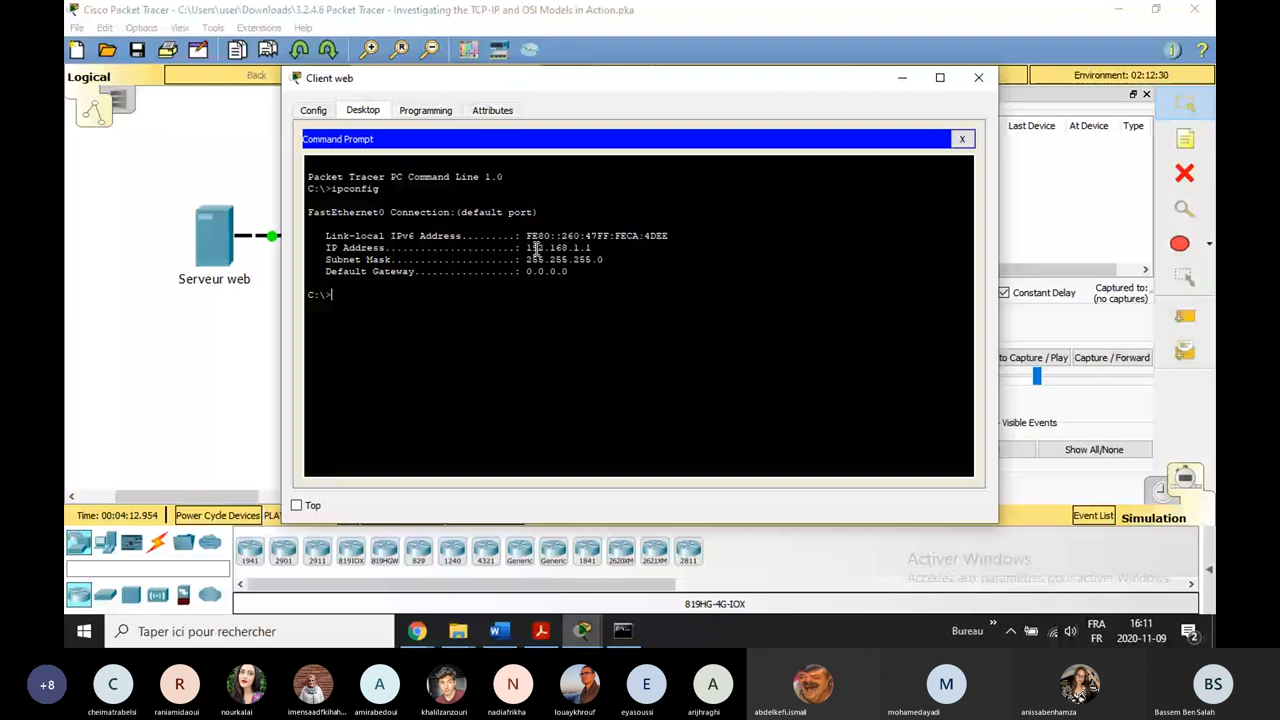 Cisco Packet Tracer - C:\Users\user\Downloads\3.2.4.6 Packet Tracer - Investigating the TCP-IP and OSI Models in Action.pka
File Edit Options View Tools Extensions Help
Logical
Back
Environment: 02:12:30
Client web
Config Desktop Programming Attributes
Command Prompt
X
Last Device At Device Type
Packet Tracer PC Command Line 1.0
C:\>ipconfig
FastEthernet0 Connection:(default port)
Link-local IPv6 Address.........: FE80::260:47FF:FECA:4DEE
IP Address......................: 192.168.1.1
Subnet Mask.....................: 255.255.255.0
Default Gateway.................: 0.0.0.0
C:\>
Serveur web
Constant Delay
Captured to:
(no captures)
to Capture / Play Capture / Forward
Visible Events
Show All/None
Top
Time: 00:04:12.954 Power Cycle Devices PLA
Event List Simulation
1941 2901 2911 819IOX 819HGW 829 1240 4321 Generic Generic 1841 2620XM 2621XM 2811
Activer Windows
Accédez aux paramètres pour activer Windows.
819HG-4G-IOX
Taper ici pour rechercher
Bureau
FRA
FR
16:11
2020-11-09
2
+8 C R A N E A M BS
cheimatrabelsi raniamidaoui nourkalai imensaadfkihah... amirabedoui khalilzanzouri nadiafrikha louaykhrouf eyasoussi arijhraghi abdelkefi.ismail mohamedayadi anissabenhamza Bassem Ben Salah